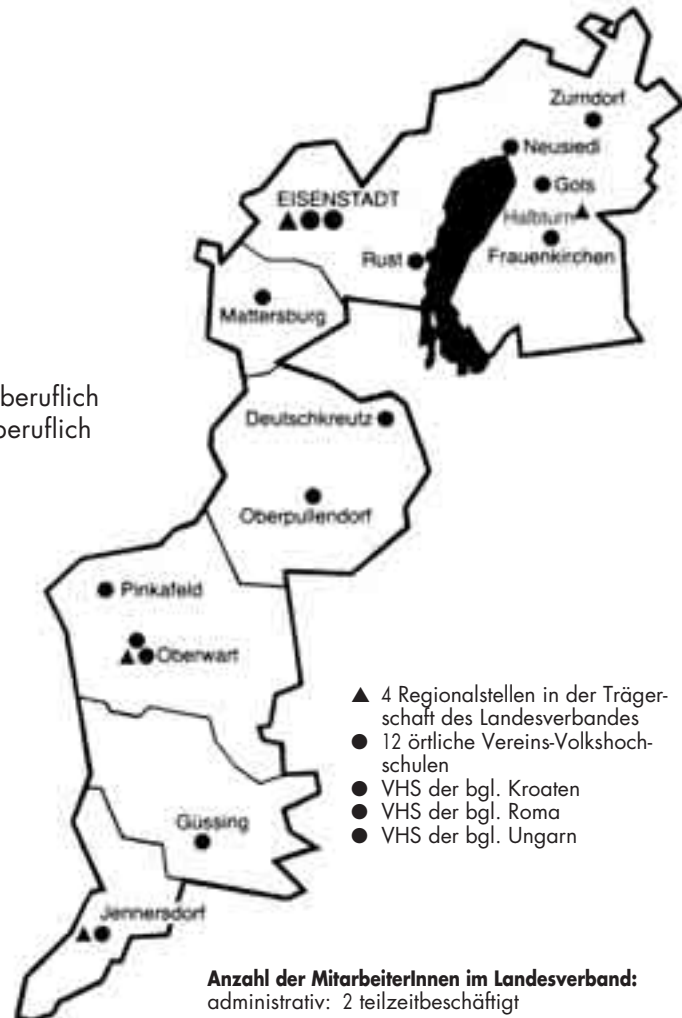 Zurndorf
Neusiedl
Gols
EISENSTADT
Halbturn
Rust
Frauenkirchen
Mattersburg
beruflich
beruflich
Deutschkreutz
Oberpullendorf
Pinkafeld
Oberwart
▲ 4 Regionalstellen in der Träger-
schaft des Landesverbandes
● 12 örtliche Vereins-Volkshoch-
schulen
● VHS der bgl. Kroaten
● VHS der bgl. Roma
● VHS der bgl. Ungarn
Güssing
Jennersdorf
Anzahl der MitarbeiterInnen im Landesverband:
administrativ: 2 teilzeitbeschäftigt